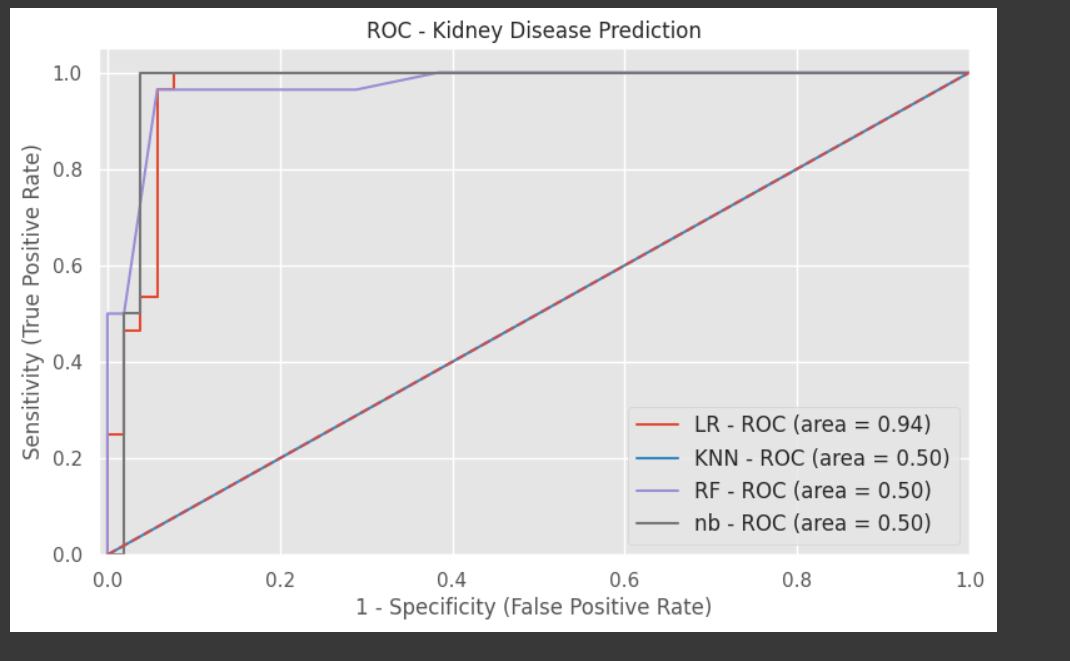 ROC - Kidney Disease Prediction
Sensitivity (True Positive Rate)
1.0
0.8
0.6
0.4
0.2
0.0
LR - ROC (area = 0.94)
KNN - ROC (area = 0.50)
RF - ROC (area = 0.50)
nb - ROC (area = 0.50)
0.0 0.2 0.4 0.6 0.8 1.0
1 - Specificity (False Positive Rate)